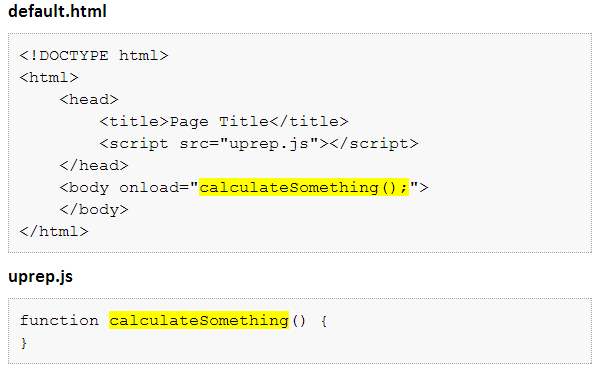 default.html
<!DOCTYPE html>
<html>
    <head>
        <title>Page Title</title>
        <script src="uprep.js"></script>
    </head>
    <body onload="calculateSomething();">
    </body>
</html>
uprep.js
function calculateSomething() {
}